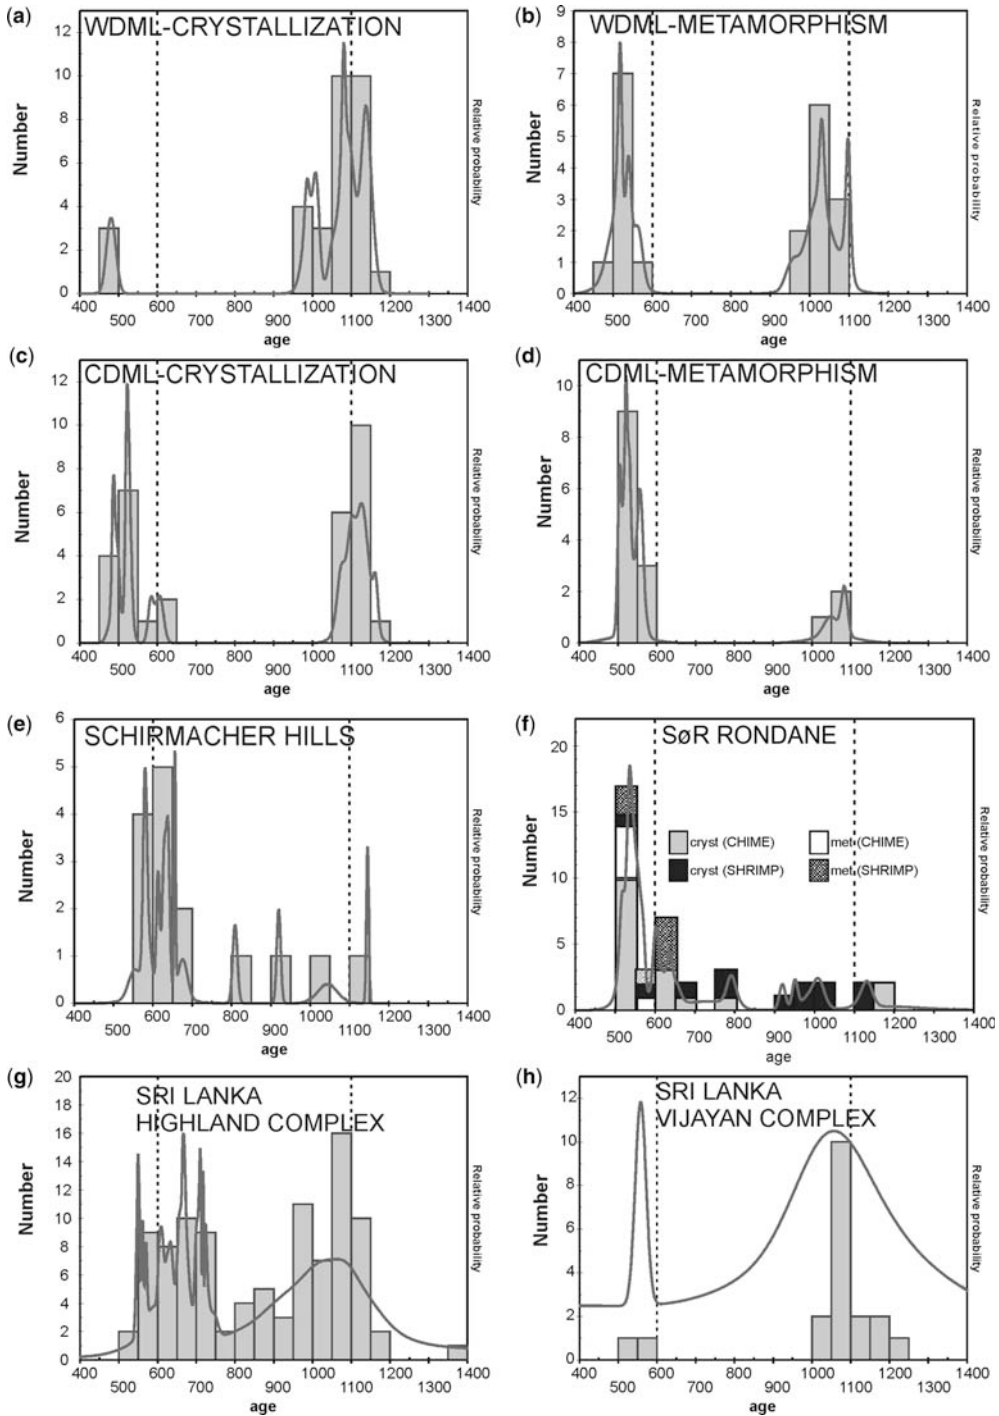 (a)
WDML-CRYSTALLIZATION
12
10
8
6
4
2
0
Number
Relative probability
400 600 800 1000 1200 1400
500 700 900 1100 1300
age
(b)
WDML-METAMORPHISM
9
8
7
6
5
4
3
2
1
0
Number
Relative probability
400 600 800 1000 1200 1400
500 700 900 1100 1300
age
(c)
CDML-CRYSTALLIZATION
12
10
8
6
4
2
0
Number
Relative probability
400 600 800 1000 1200 1400
500 700 900 1100 1300
age
(d)
CDML-METAMORPHISM
10
8
6
4
2
0
Number
Relative probability
400 600 800 1000 1200 1400
500 700 900 1100 1300
age
(e)
SCHIRMACHER HILLS
6
5
4
3
2
1
0
Number
Relative probability
400 600 800 1000 1200 1400
500 700 900 1100 1300
age
(f)
SøR RONDANE
20
15
10
5
0
Number
Relative probability
cryst (CHIME) met (CHIME)
cryst (SHRIMP) met (SHRIMP)
400 600 800 1000 1200 1400
500 700 900 1100 1300
age
(g)
SRI LANKA
HIGHLAND COMPLEX
20
16
14
12
10
8
6
4
2
0
Number
Relative probability
400 600 800 1000 1200 1400
500 700 900 1100 1300
age
(h)
SRI LANKA
VIJAYAN COMPLEX
12
10
8
6
4
2
0
Number
Relative probability
400 600 800 1000 1200 1400
500 700 900 1100 1300
age